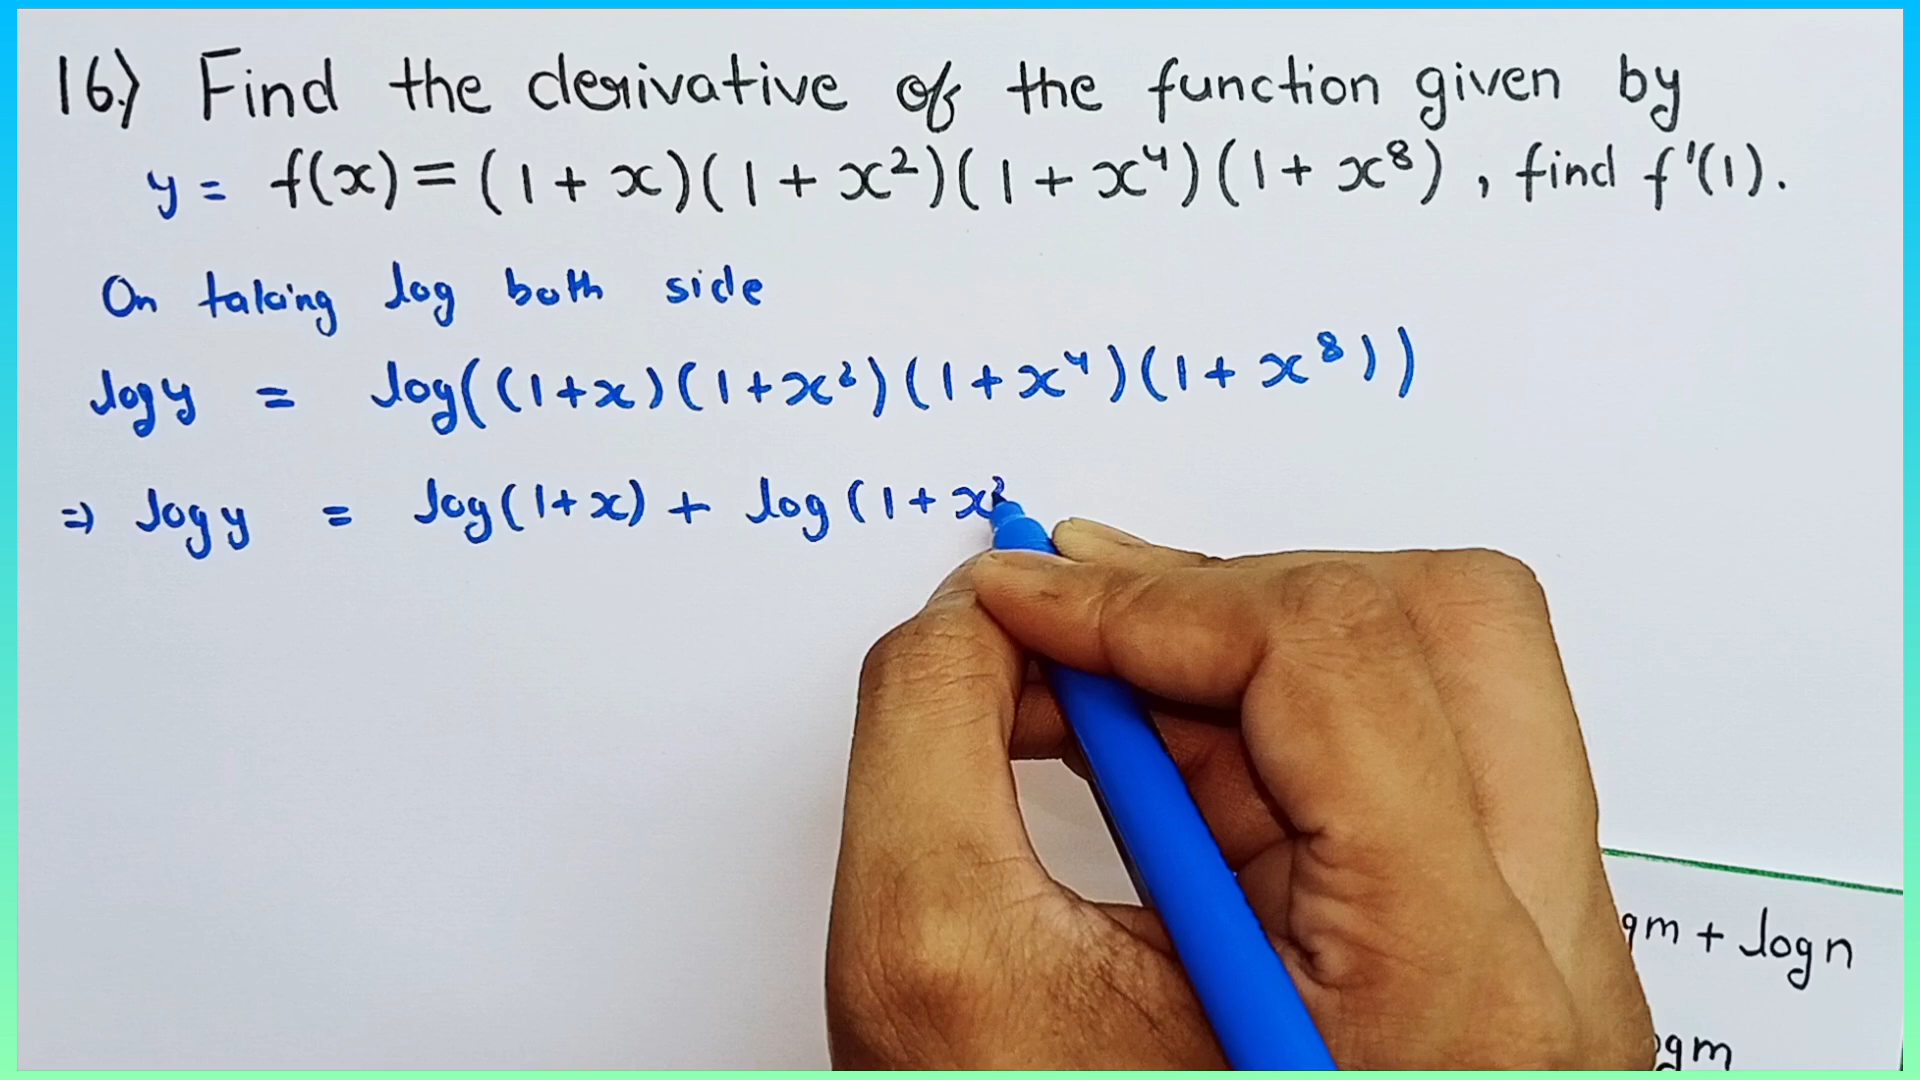 16.) Find the derivative of the function given by
y = f(x) = (1 + x)(1 + x²)(1 + x⁴)(1 + x⁸), find f'(1).
On taking log both side
log y = log((1+x)(1+x²)(1+x⁴)(1+x⁸))
⇒ log y = log(1+x) + log(1+x²
gm + logn
gm